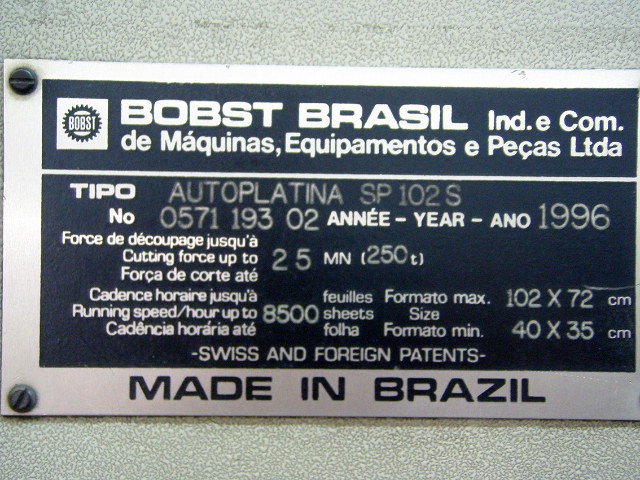 BOBST
BOBST BRASIL Ind. e Com.
de Máquinas, Equipamentos e Peças Ltda
TIPO AUTOPLATINA SP 102 S
No 0571 193 02 ANNÉE - YEAR - ANO 1996
Force de découpage jusqu'à
Cutting force up to 2 5 MN (250 t)
Força de corte até
Cadence horaire jusqu'à feuilles Formato max. 102 X 72 cm
Running speed/hour up to 8500 sheets Size
Cadência horária até folha Formato min. 40 X 35 cm
-SWISS AND FOREIGN PATENTS-
MADE IN BRAZIL